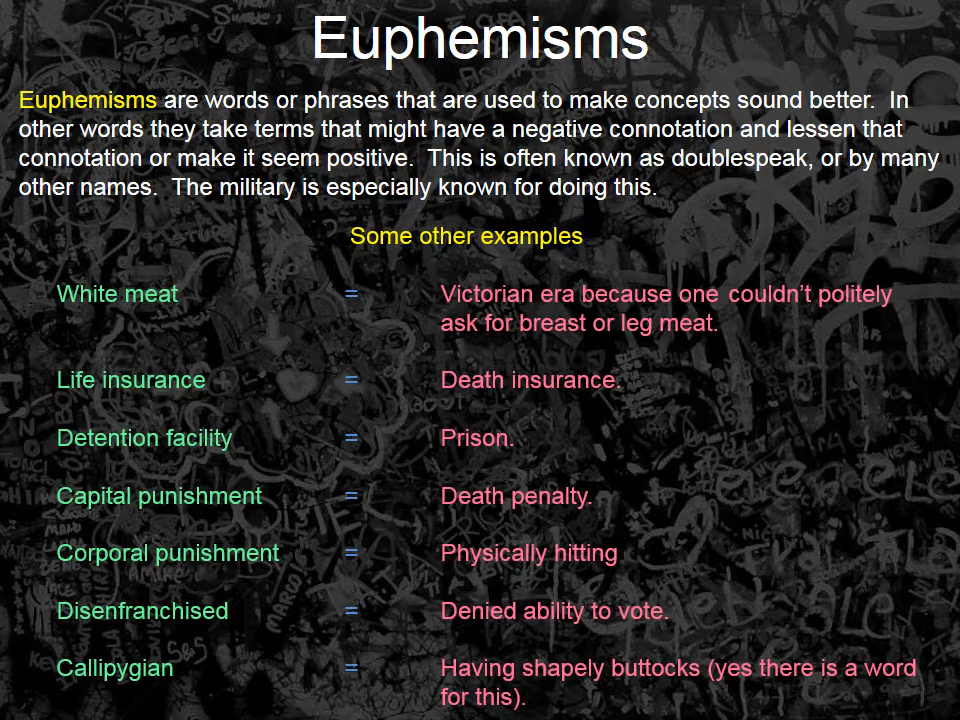 Euphemisms
Euphemisms are words or phrases that are used to make concepts sound better.  In
other words they take terms that might have a negative connotation and lessen that
connotation or make it seem positive.  This is often known as doublespeak, or by many
other names.  The military is especially known for doing this.
Some other examples
White meat = Victorian era because one couldn’t politely
ask for breast or leg meat.
Life insurance = Death insurance.
Detention facility = Prison.
Capital punishment = Death penalty.
Corporal punishment = Physically hitting
Disenfranchised = Denied ability to vote.
Callipygian = Having shapely buttocks (yes there is a word
for this).